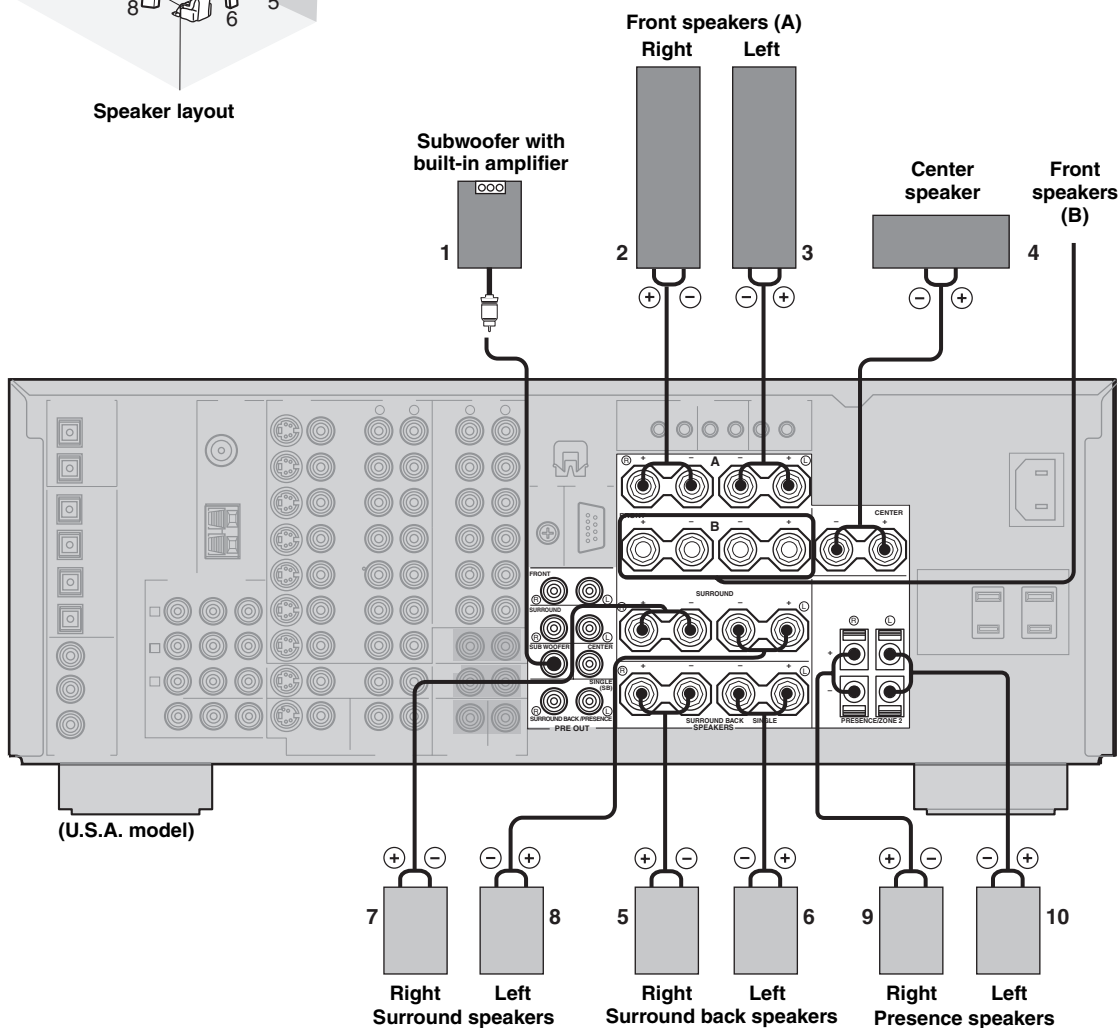 8
6
5
Speaker layout
Front speakers (A)
Right Left
Subwoofer with
built-in amplifier
Center
speaker
Front
speakers
(B)
1
2
3
4
+ - - +
- +
R + - A - + L
+ - B - +
CENTER
- +
FRONT
R L
SURROUND
R L
SUB WOOFER CENTER
SINGLE
(SB)
R L
SURROUND BACK /PRESENCE
PRE OUT
SURROUND
R + - - + L
R + - - + L
SURROUND BACK SINGLE
SPEAKERS
R L
+
-
PRESENCE/ZONE 2
(U.S.A. model)
+ - - + + - - + + - - +
7 8 5 6 9 10
Right Left Right Left Right Left
Surround speakers Surround back speakers Presence speakers